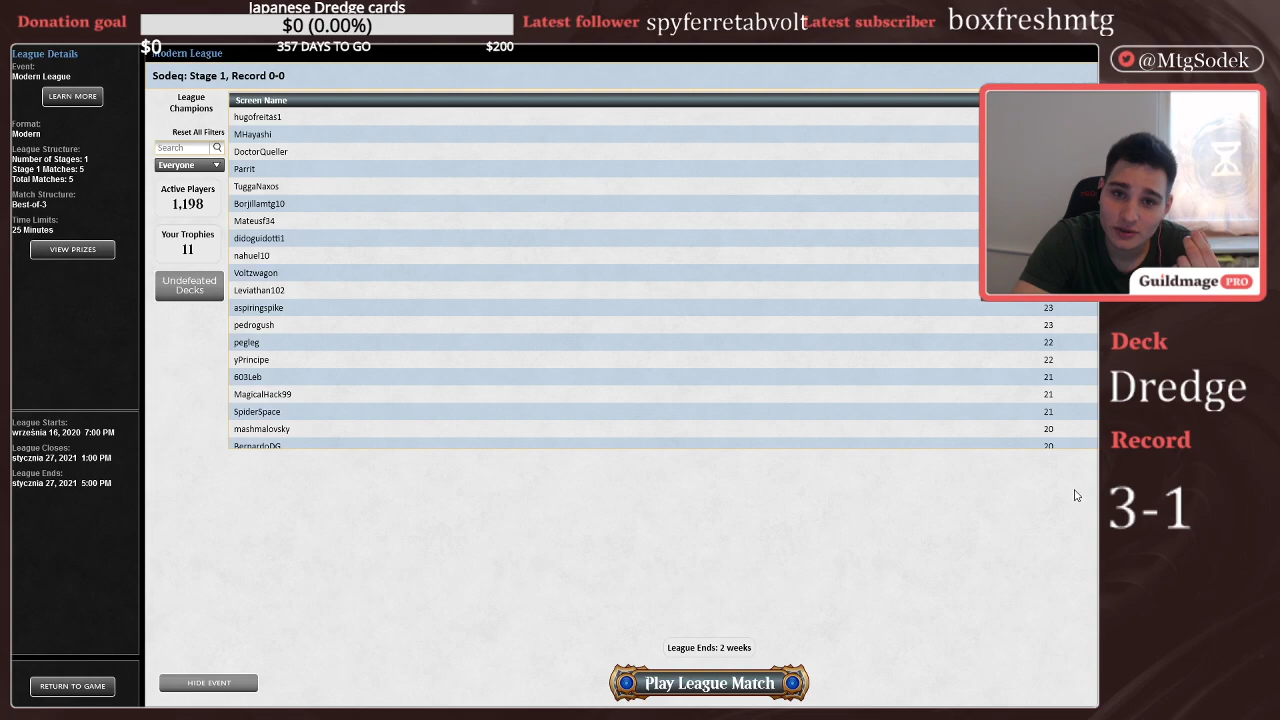 Donation goal
Japanese Dredge cards
$0 (0.00%)
$0
357 DAYS TO GO
$200
Latest follower
spyferretabvolt
Latest subscriber
boxfreshmtg
@MtgSodek
Guildmage PRO
Deck
Dredge
Record
3-1
League Details
Event:
Modern League
LEARN MORE
Format:
Modern
League Structure:
Number of Stages: 1
Stage 1 Matches: 5
Total Matches: 5
Match Structure:
Best-of-3
Time Limits:
25 Minutes
VIEW PRIZES
League Starts:
września 16, 2020 7:00 PM
League Closes:
stycznia 27, 2021 1:00 PM
League Ends:
stycznia 27, 2021 5:00 PM
RETURN TO GAME
Modern League
Sodeq: Stage 1, Record 0-0
League
Champions
Reset All Filters
Search
Everyone
Active Players
1,198
Your Trophies
11
Undefeated
Decks
Screen Name
hugofreitas1
MHayashi
DoctorQueller
Parrit
TuggaNaxos
Borjillamtg10
Mateusf34
didoguidotti1
nahuel10
Voltzwagon
Leviathan102
aspiringspike 23
pedrogush 23
pegleg 22
yPrincipe 22
603Leb 21
MagicalHack99 21
SpiderSpace 21
mashmalovsky 20
BernardoDG 20
League Ends: 2 weeks
HIDE EVENT
Play League Match